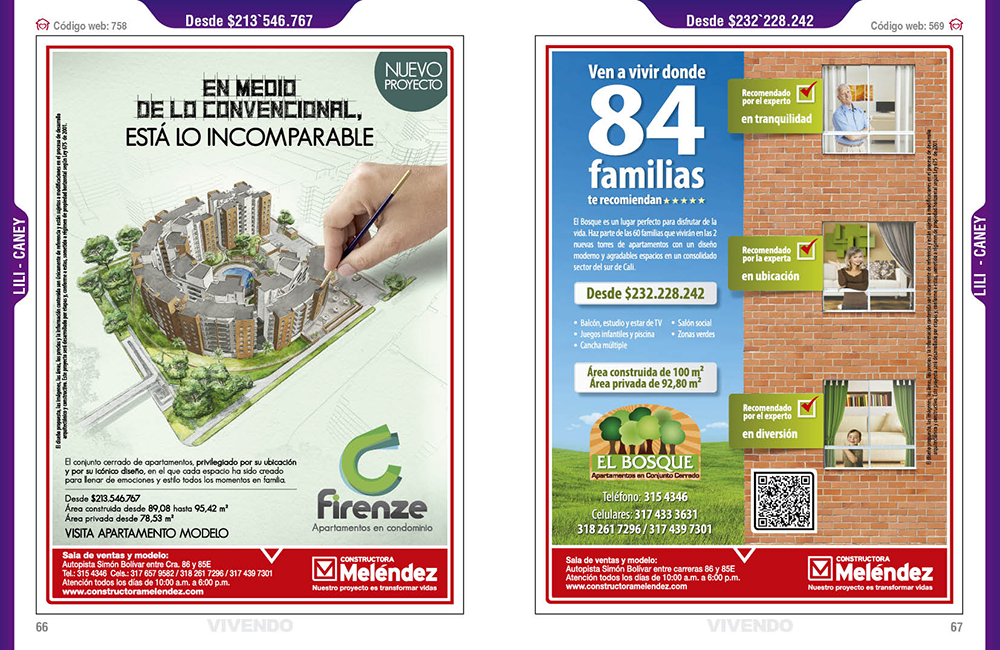 Código web: 758
Desde $213`546.767
LILI - CANEY
EN MEDIO
DE LO CONVENCIONAL,
ESTÁ LO INCOMPARABLE
NUEVO
PROYECTO
El conjunto cerrado de apartamentos, privilegiado por su ubicación
y por su icónico diseño, en el que cada espacio ha sido creado
para llenar de emociones y estilo todos los momentos en familia.
Desde $213.546.767
Área construida desde 89,08 hasta 95,42 m²
Área privada desde 78,53 m²
VISITA APARTAMENTO MODELO
Firenze
Apartamentos en condominio
Sala de ventas y modelo:
Autopista Simón Bolívar entre Cra. 86 y 85E
Tel.: 315 4346 Cels.: 317 657 9582 / 318 261 7296 / 317 439 7301
Atención todos los días de 10:00 a.m. a 6:00 p.m.
www.constructoramelendez.com
CONSTRUCTORA
Meléndez
Nuestro proyecto es transformar vidas
66
VIVENDO
Desde $232`228.242
Código web: 569
LILI - CANEY
Ven a vivir donde
84
familias
te recomiendan
El Bosque es un lugar perfecto para disfrutar de la
vida. Haz parte de las 60 familias que vivirán en las 2
nuevas torres de apartamentos con un diseño
moderno y agradables espacios en un consolidado
sector del sur de Cali.
Desde $232.228.242
• Balcón, estudio y estar de TV
• Juegos infantiles y piscina
• Cancha múltiple
• Salón social
• Zonas verdes
Área construida de 100 m²
Área privada de 92,80 m²
EL BOSQUE
Apartamentos en Conjunto Cerrado
Teléfono: 315 4346
Celulares: 317 433 3631
318 261 7296 / 317 439 7301
Recomendado
por el experto
en tranquilidad
Recomendado
por la experta
en ubicación
Recomendado
por el experto
en diversión
Sala de ventas y modelo:
Autopista Simón Bolívar entre carreras 86 y 85E
Atención todos los días de 10:00 a.m. a 6:00 p.m.
www.constructoramelendez.com
CONSTRUCTORA
Meléndez
Nuestro proyecto es transformar vidas
VIVENDO
67